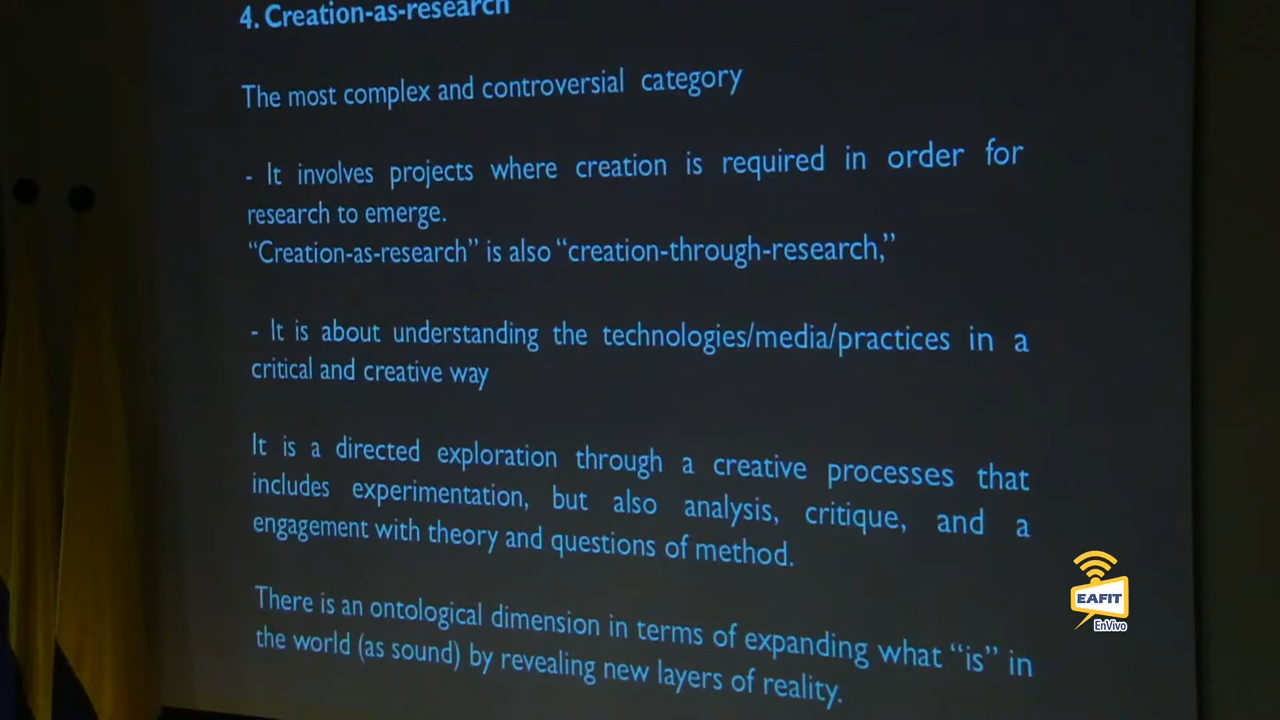 4. Creation-as-research
The most complex and controversial category
- It involves projects where creation is required in order for
research to emerge.
“Creation-as-research” is also “creation-through-research,”
- It is about understanding the technologies/media/practices in a
critical and creative way
It is a directed exploration through a creative processes that
includes experimentation, but also analysis, critique, and a
engagement with theory and questions of method.
There is an ontological dimension in terms of expanding what “is” in
the world (as sound) by revealing new layers of reality.
EAFIT
EnVivo